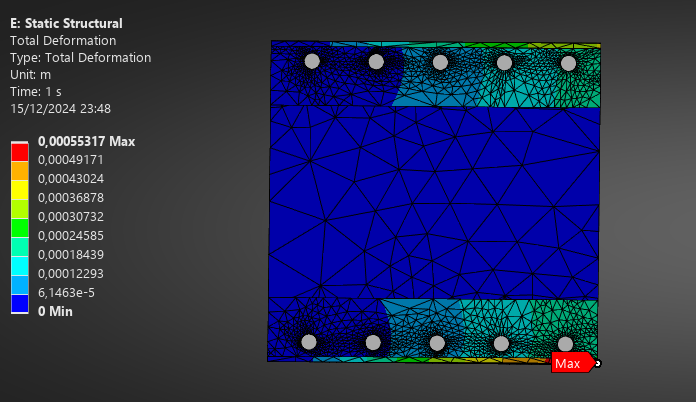 E: Static Structural
Total Deformation
Type: Total Deformation
Unit: m
Time: 1 s
15/12/2024 23:48
0,00055317 Max
0,00049171
0,00043024
0,00036878
0,00030732
0,00024585
0,00018439
0,00012293
6,1463e-5
0 Min
Max